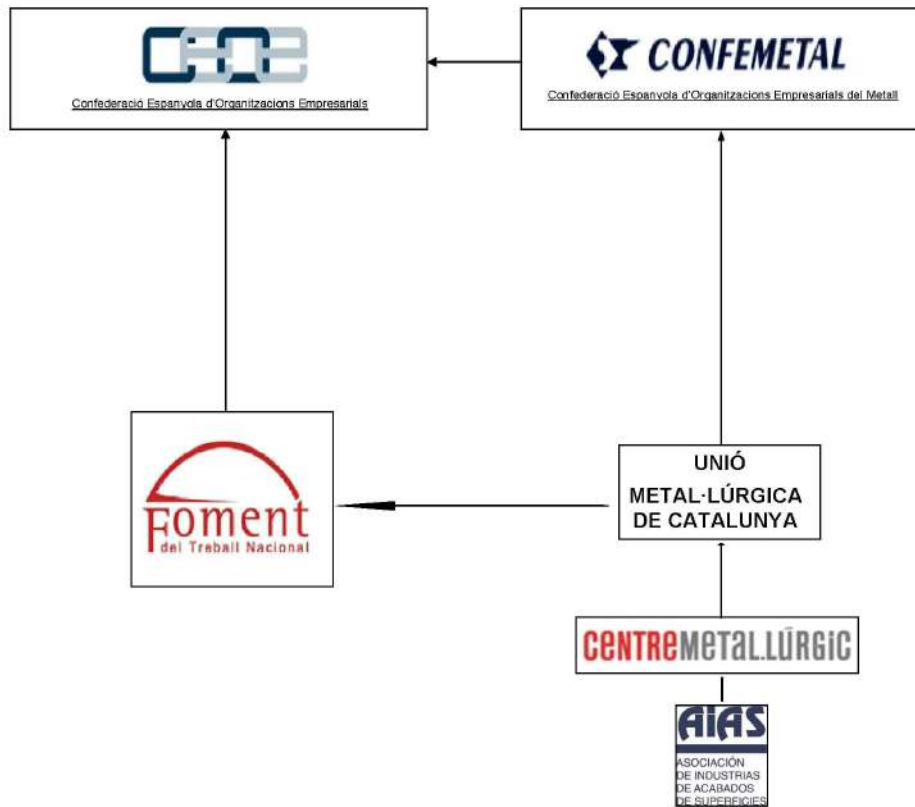 ceoe
CONFEMETAL
Confederació Espanyola d'Organitzacions Empresarials
Confederació Espanyola d'Organitzacions Empresarials del Metall
Foment
del Treball Nacional
UNIÓ
METAL·LÚRGICA
DE CATALUNYA
CENTREMETAL.LÚRGIC
AIAS
ASOCIACIÓN
DE INDUSTRIAS
DE ACABADOS
DE SUPERFICIES